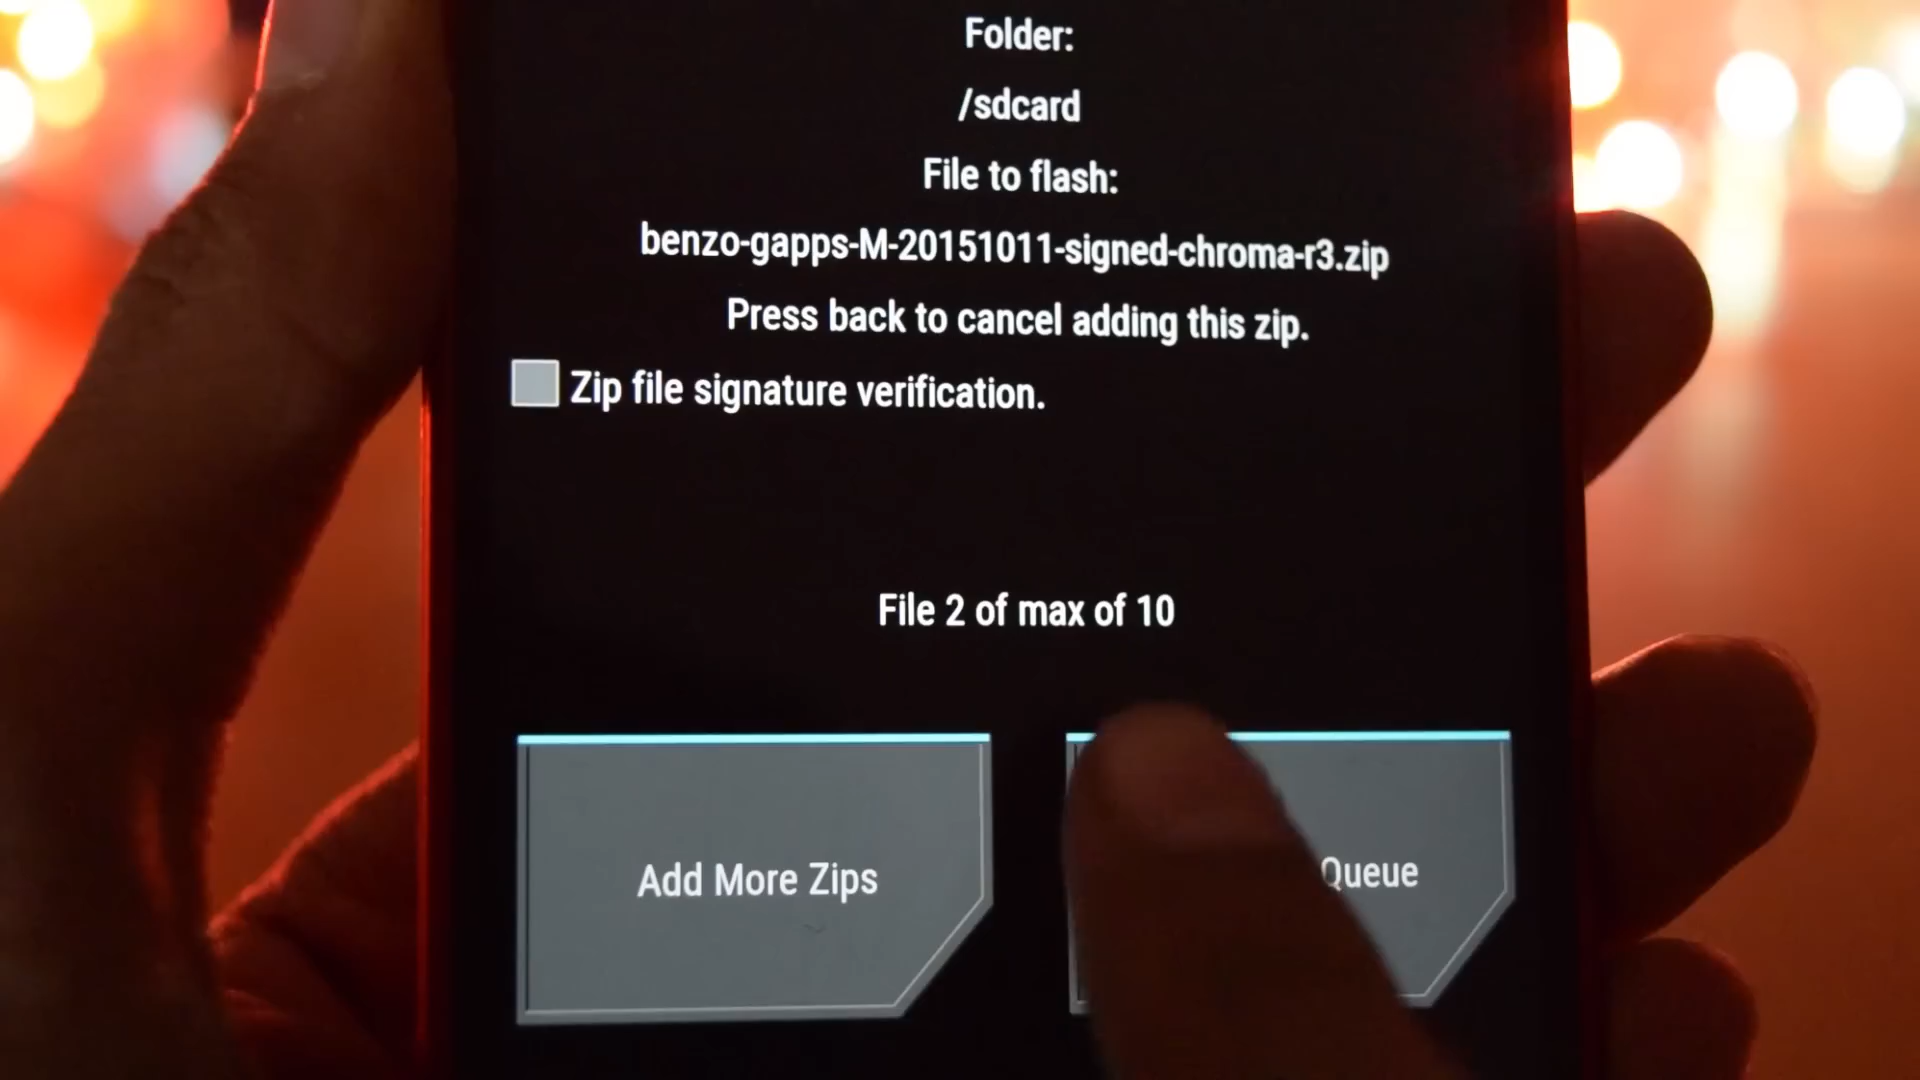 Folder:
/sdcard
File to flash:
benzo-gapps-M-20151011-signed-chroma-r3.zip
Press back to cancel adding this zip.
Zip file signature verification.
File 2 of max of 10
Add More Zips
Queue